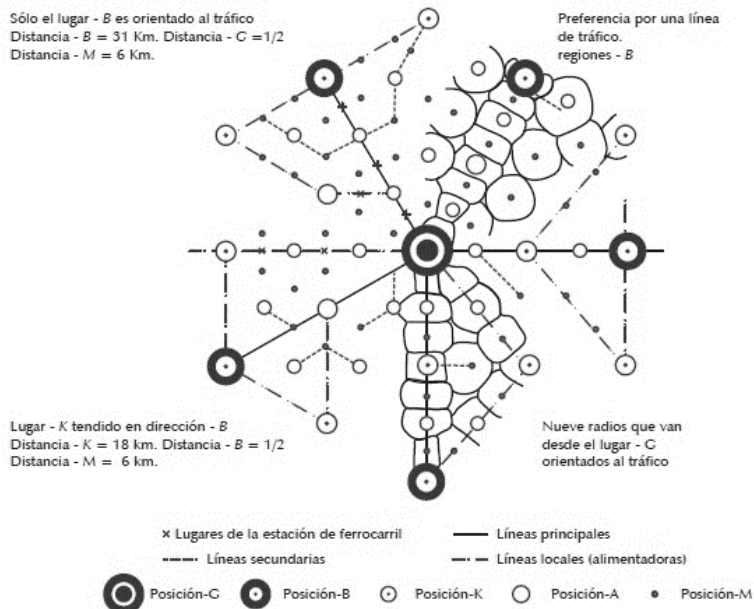 Sólo el lugar - B es orientado al tráfico
Distancia - B = 31 Km. Distancia - G =1/2
Distancia - M = 6 Km.
Preferencia por una línea
de tráfico.
regiones - B
Lugar - K tendido en dirección - B
Distancia - K = 18 km. Distancia - B = 1/2
Distancia - M = 6 km.
Nueve radios que van
desde el lugar - G
orientados al tráfico
× Lugares de la estación de ferrocarril
Líneas principales
Líneas secundarias
Líneas locales (alimentadoras)
Posición-G
Posición-B
Posición-K
Posición-A
Posición-M